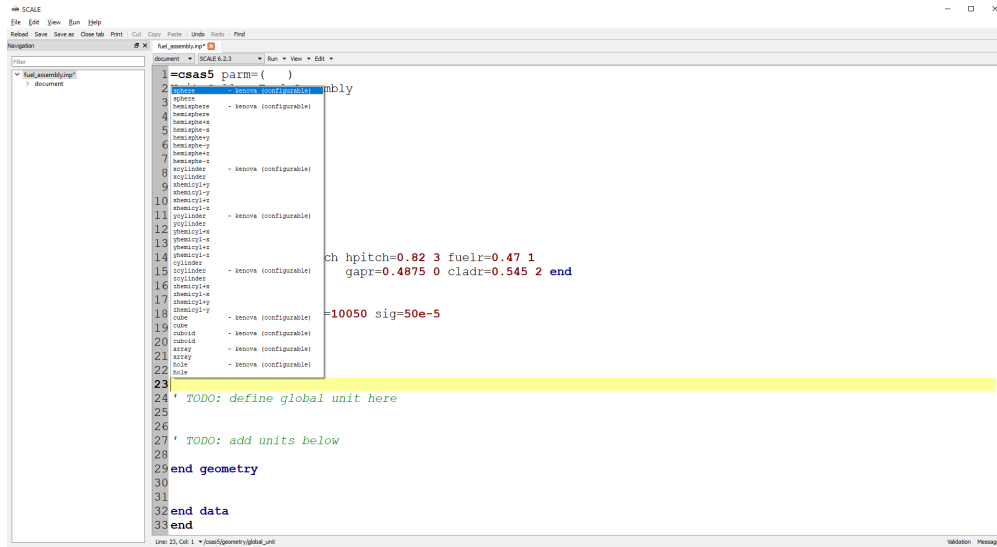 SCALE
File Edit View Run Help
Reload Save Save as Close tab Print Cut Copy Paste Undo Redo Find
Navigation
fuel_assembly.inp*
Filter
document SCALE 6.2.3 Run View Edit
fuel_assembly.inp*
document
1 =csas5 parm=( )
2 mbly
3
4
5
6
7
8
9
10
11
12
13
14 ch hpitch=0.82 3 fuelr=0.47 1
15 gapr=0.4875 0 cladr=0.545 2 end
16
17
18 =10050 sig=50e-5
19
20
21
22
sphere - kenova (configurable)
sphere
hemisphere - kenova (configurable)
hemisphere
hemisphe+x
hemisphe-x
hemisphe+y
hemisphe-y
hemisphe+z
hemisphe-z
xcylinder - kenova (configurable)
xcylinder
xhemicyl+y
xhemicyl-y
xhemicyl+z
xhemicyl-z
ycylinder - kenova (configurable)
ycylinder
yhemicyl+x
yhemicyl-x
yhemicyl+z
yhemicyl-z
cylinder
zcylinder - kenova (configurable)
zcylinder
zhemicyl+x
zhemicyl-x
zhemicyl+y
zhemicyl-y
cube - kenova (configurable)
cube
cuboid - kenova (configurable)
cuboid
array - kenova (configurable)
array
hole - kenova (configurable)
hole
23
24 ' TODO: define global unit here
25
26
27 ' TODO: add units below
28
29 end geometry
30
31
32 end data
33 end
Line: 23, Col: 1 /csas5/geometry/global_unit
Validation